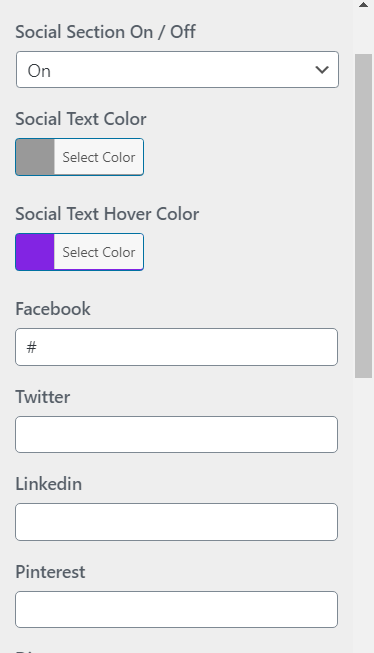 Social Section On / Off
On
Social Text Color
Select Color
Social Text Hover Color
Select Color
Facebook
#
Twitter
Linkedin
Pinterest